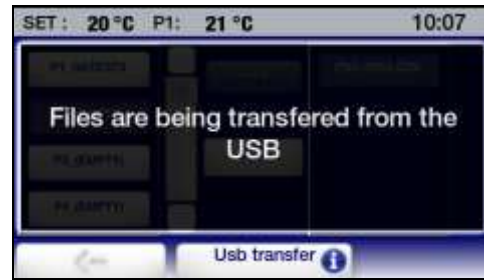 SET: 20 °C P1: 21 °C 10:07
Files are being transfered from the
USB
Usb transfer